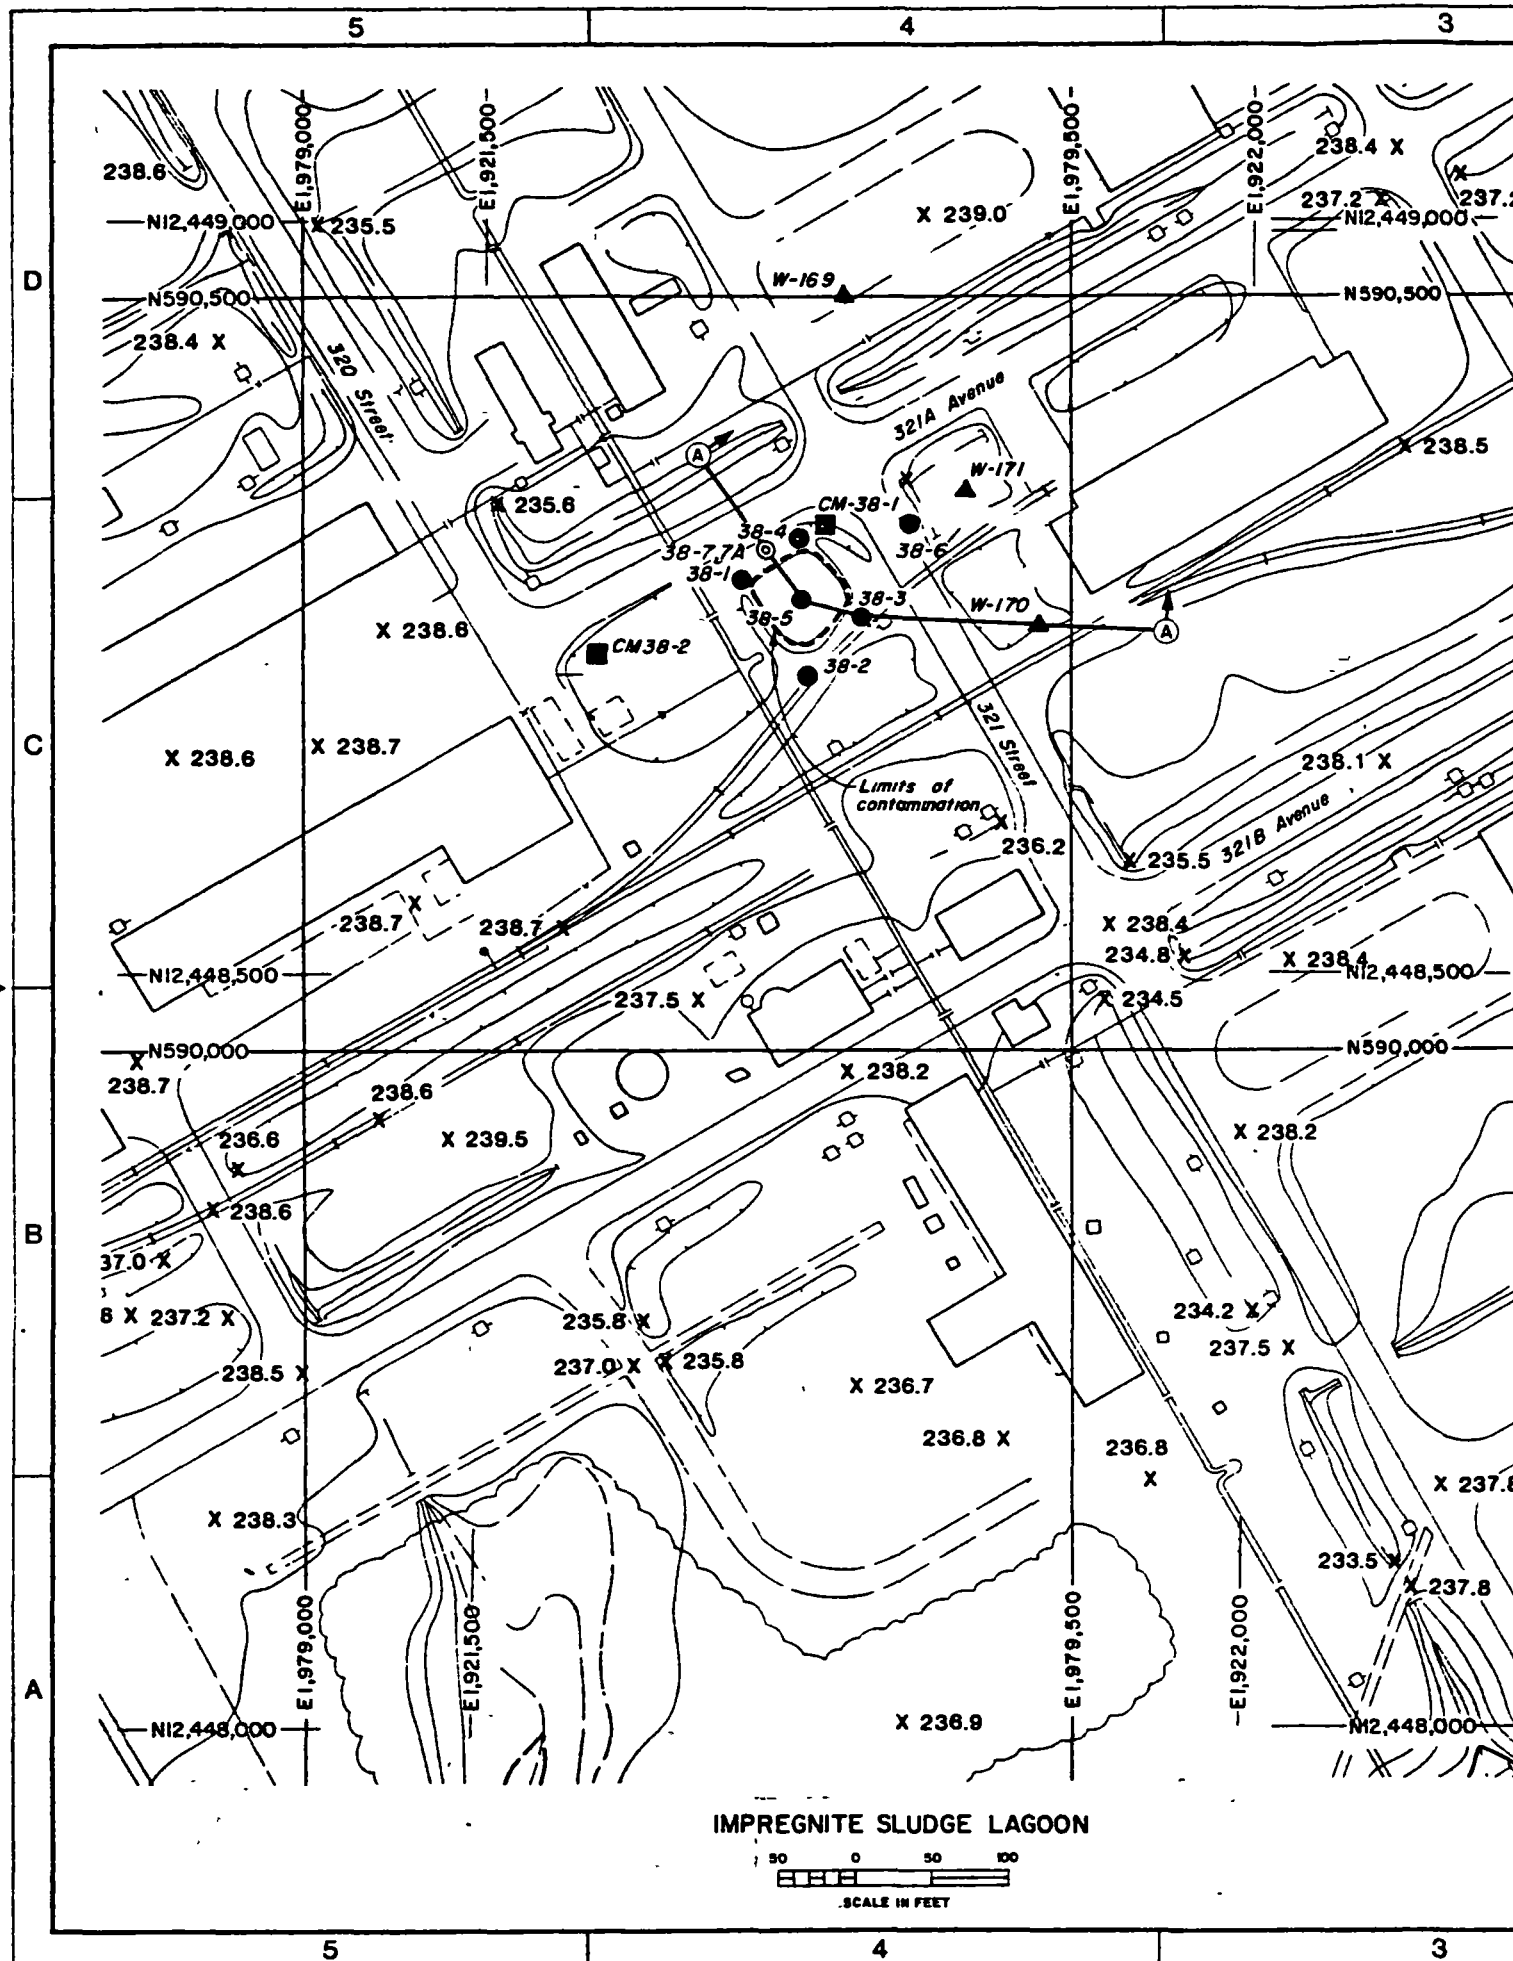 5 4 3
E1,979,000
E1,921,500
E1,979,500
E1,922,000
238.6
238.4
237.2
237.2
N12,449,000
235.5
239.0
N12,449,000
D
W-169
N590,500
N590,500
238.4
320 Street
321A Avenue
238.5
A
W-171
235.6
CM-38-1
38-4
38-7,7A
38-6
38-1
38-3
W-170
38-5
238.6
A
CM38-2
38-2
321 Street
C
238.6
238.7
238.1
Limits of
contamination
321B Avenue
236.2
235.5
238.7
238.7
238.4
234.8
238.4
N12,448,500
N12,448,500
237.5
234.5
N590,000
N590,000
238.7
238.2
238.6
236.6
239.5
238.2
238.6
B
37.0
8
237.2
235.8
234.2
237.5
238.5
237.0
235.8
236.7
236.8
236.8
237.8
238.3
233.5
237.8
E1,979,000
E1,921,500
E1,979,500
E1,922,000
A
236.9
N12,448,000
N12,448,000
IMPREGNITE SLUDGE LAGOON
50 0 50 100
SCALE IN FEET
5 4 3